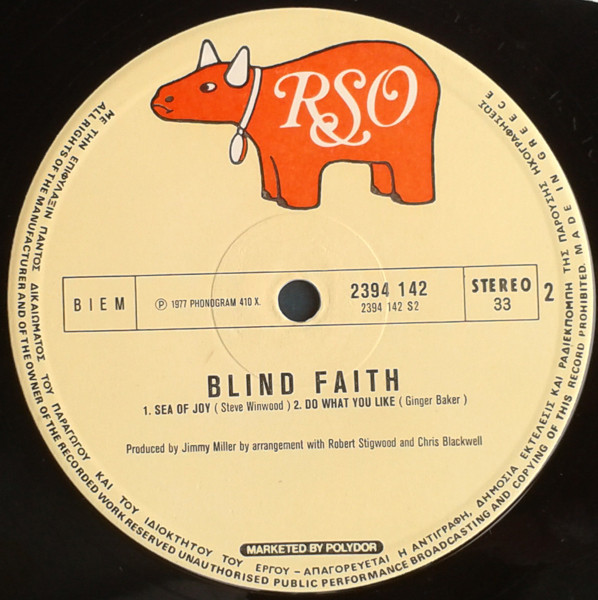 RSO
BIEM
℗ 1977 PHONOGRAM 410 X.
2394 142
2394 142 S2
STEREO
33
2
BLIND FAITH
1. SEA OF JOY ( Steve Winwood ) 2. DO WHAT YOU LIKE ( Ginger Baker )
Produced by Jimmy Miller by arrangement with Robert Stigwood and Chris Blackwell
MARKETED BY POLYDOR
ΜΕ ΤΗΝ ΕΠΙΦΥΛΑΞΙΝ ΠΑΝΤΟΣ ΔΙΚΑΙΩΜΑΤΟΣ ΤΟΥ ΠΑΡΑΓΩΓΟΥ ΚΑΙ ΤΟΥ ΙΔΙΟΚΤΗΤΟΥ ΤΟΥ ΕΡΓΟΥ – ΑΠΑΓΟΡΕΥΕΤΑΙ Η ΑΝΤΙΓΡΑΦΗ, ΔΗΜΟΣΙΑ ΕΚΤΕΛΕΣΙΣ ΚΑΙ ΡΑΔΙΕΚΠΟΜΠΗ ΤΗΣ ΠΑΡΟΥΣΗΣ ΗΧΟΓΡΑΦΗΣΕΩΣ
ALL RIGHTS OF THE MANUFACTURER AND OF THE OWNER OF THE RECORDED WORK RESERVED UNAUTHORISED PUBLIC PERFORMANCE BROADCASTING AND COPYING OF THIS RECORD PROHIBITED. MADE IN GREECE